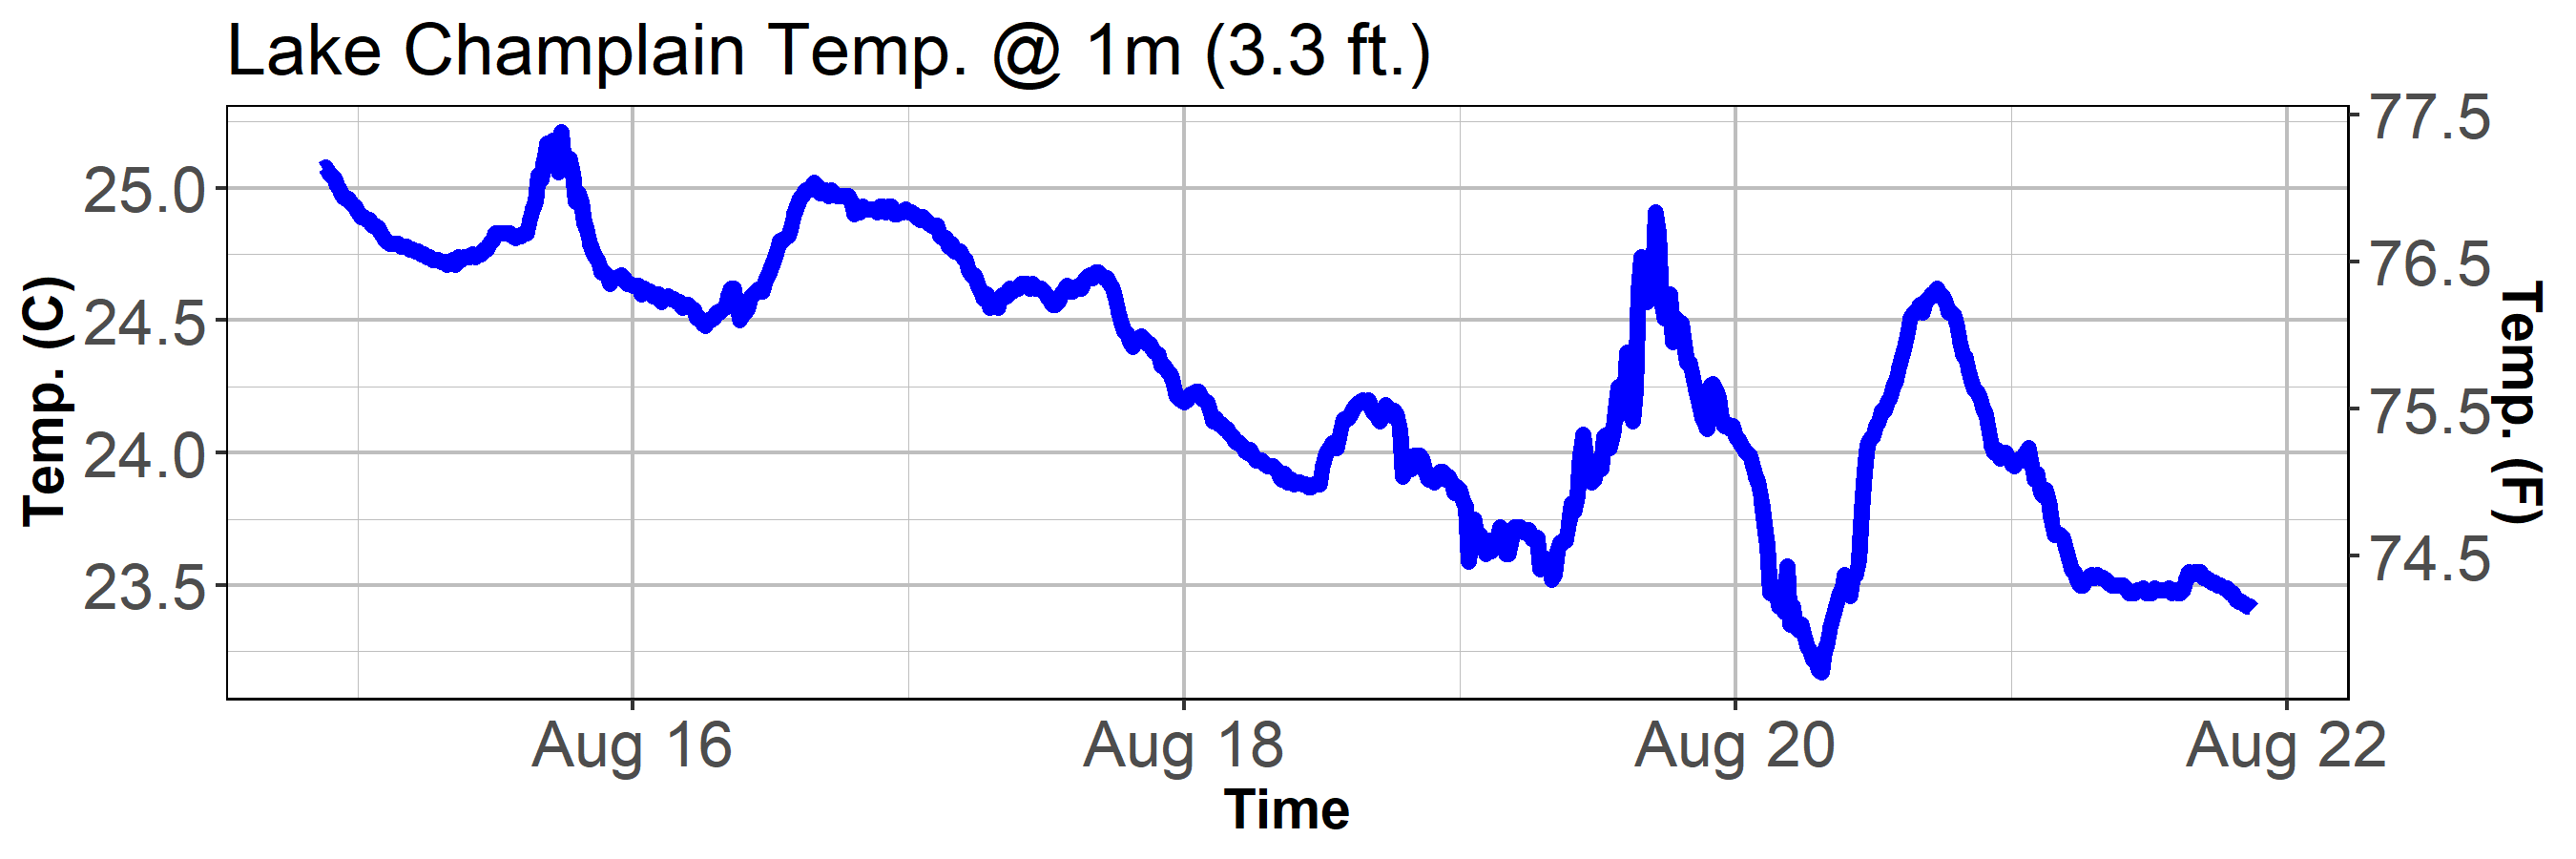 Lake Champlain Temp. @ 1m (3.3 ft.)
Temp. (C)
25.0
24.5
24.0
23.5
77.5
76.5
75.5
74.5
Temp. (F)
Aug 16
Aug 18
Aug 20
Aug 22
Time